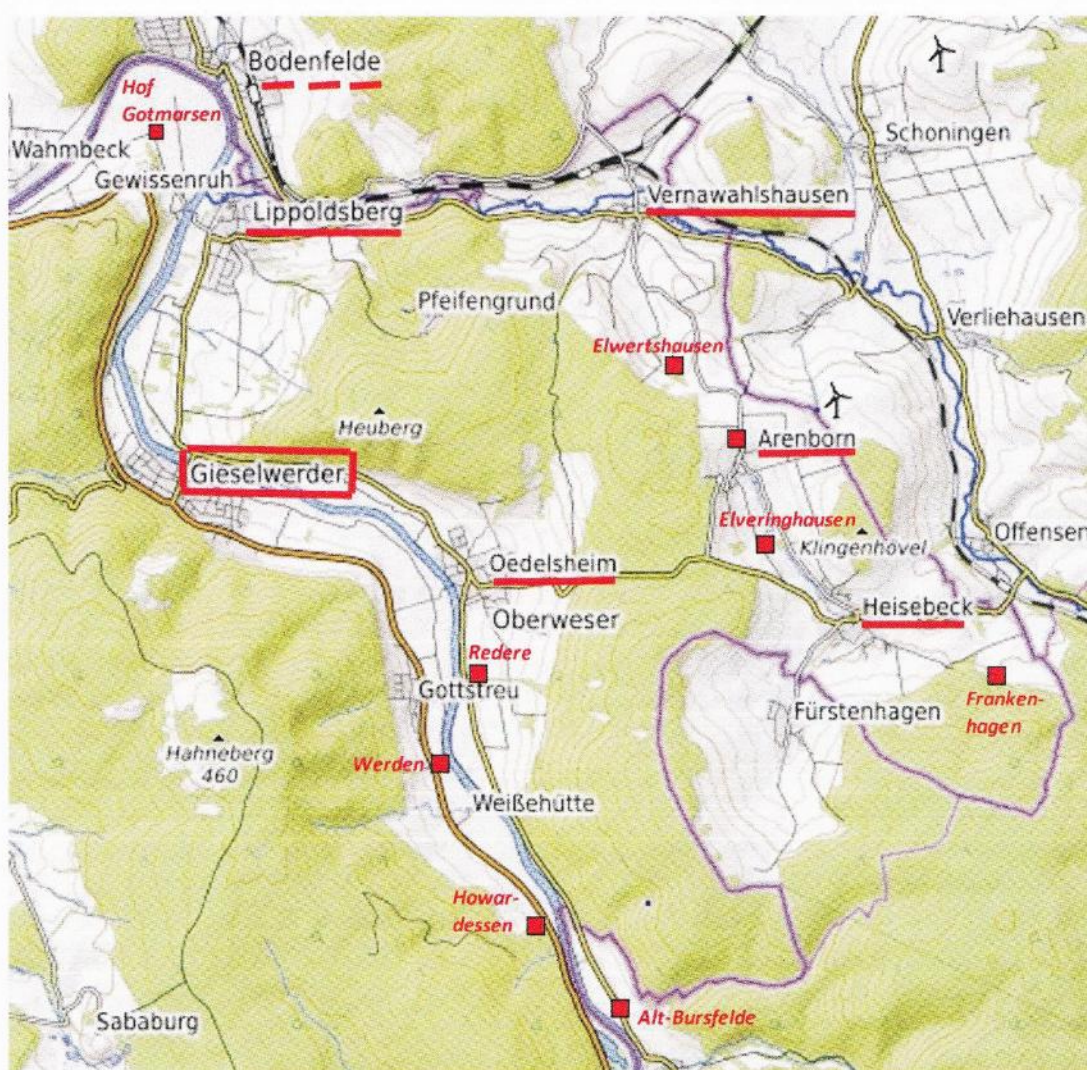 Bodenfelde
Hof
Gotmarsen
Wahmbeck
Schoningen
Gewissenruh
Vernawahlshausen
Lippoldsberg
Pfeifengrund
Verliehausen
Elwertshausen
Heuberg
Arenborn
Gieselwerder
Elveringhausen
Klingenhövel
Offensen
Oedelsheim
Heisebeck
Oberweser
Redere
Gottstreu
Franken-
hagen
Fürstenhagen
Hahneberg
460
Werden
Weißehütte
Howar-
dessen
Sababurg
Alt-Bursfelde